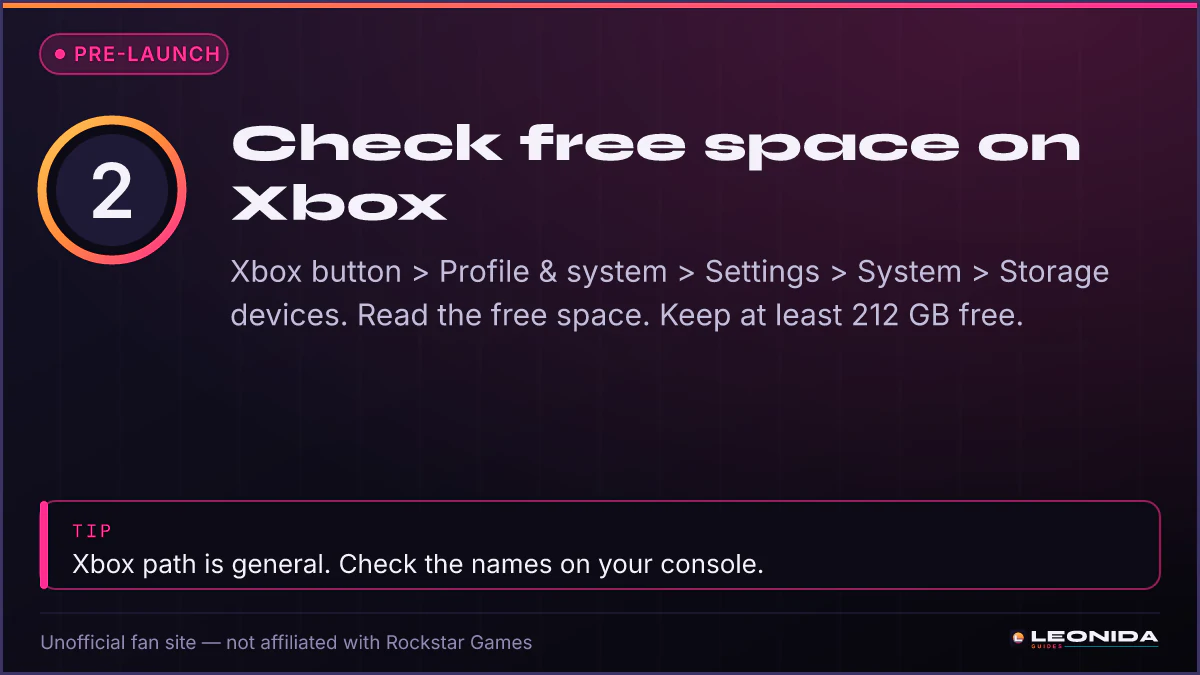 PRE-LAUNCH
2
Check free space on
Xbox
Xbox button > Profile & system > Settings > System > Storage
devices. Read the free space. Keep at least 212 GB free.
TIP
Xbox path is general. Check the names on your console.
Unofficial fan site — not affiliated with Rockstar Games
LEONIDA
GUIDES